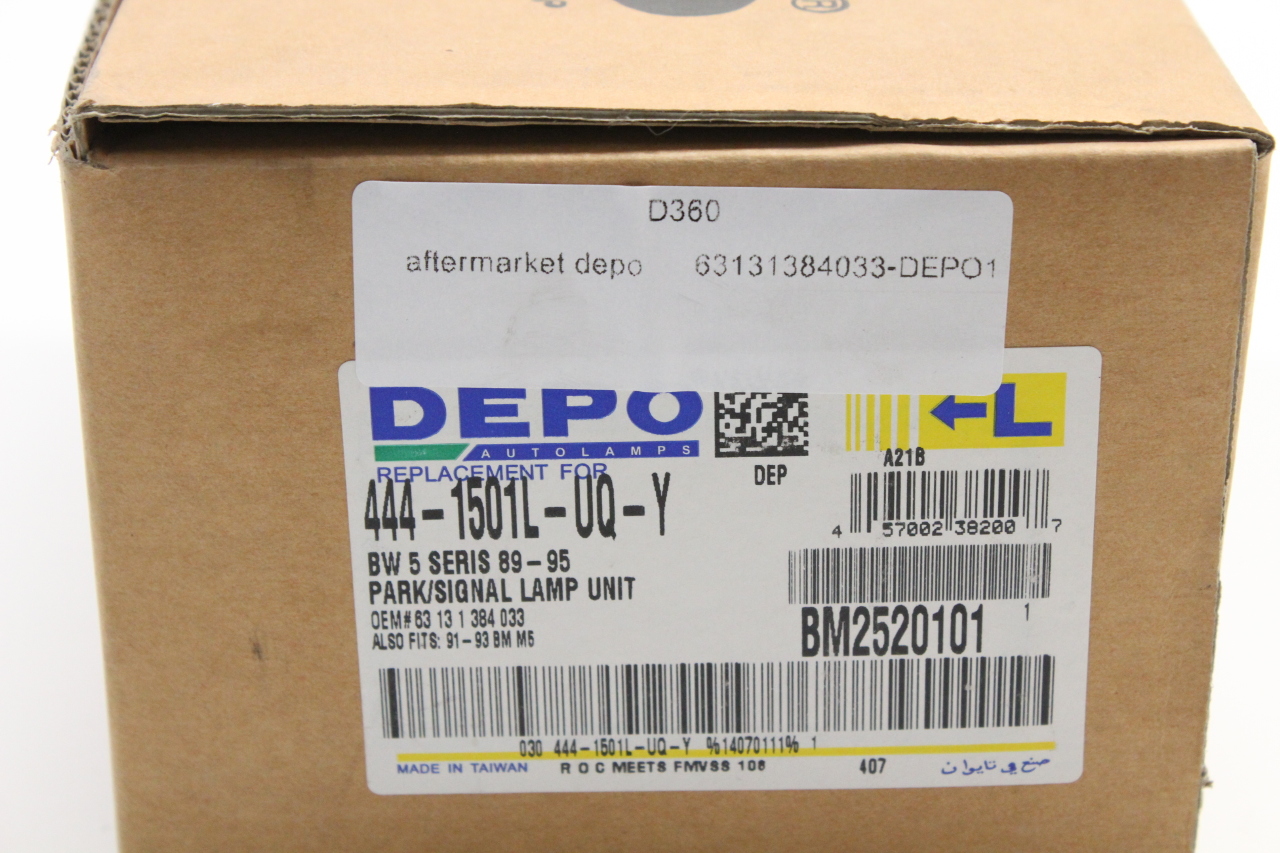 ®
D360
aftermarket depo 63131384033-DEPO1
DEPO
AUTOLAMPS
REPLACEMENT FOR
DEP
L
A21B
444-1501L-UQ-Y
4 57002 38200 7
BW 5 SERIS 89-95
PARK/SIGNAL LAMP UNIT
OEM# 63 13 1 384 033
ALSO FITS: 91-93 BM M5
BM2520101 1
030 444-1501L-UQ-Y %14070111% 1
MADE IN TAIWAN R O C MEETS FMVSS 108 407 صنع في تايوان